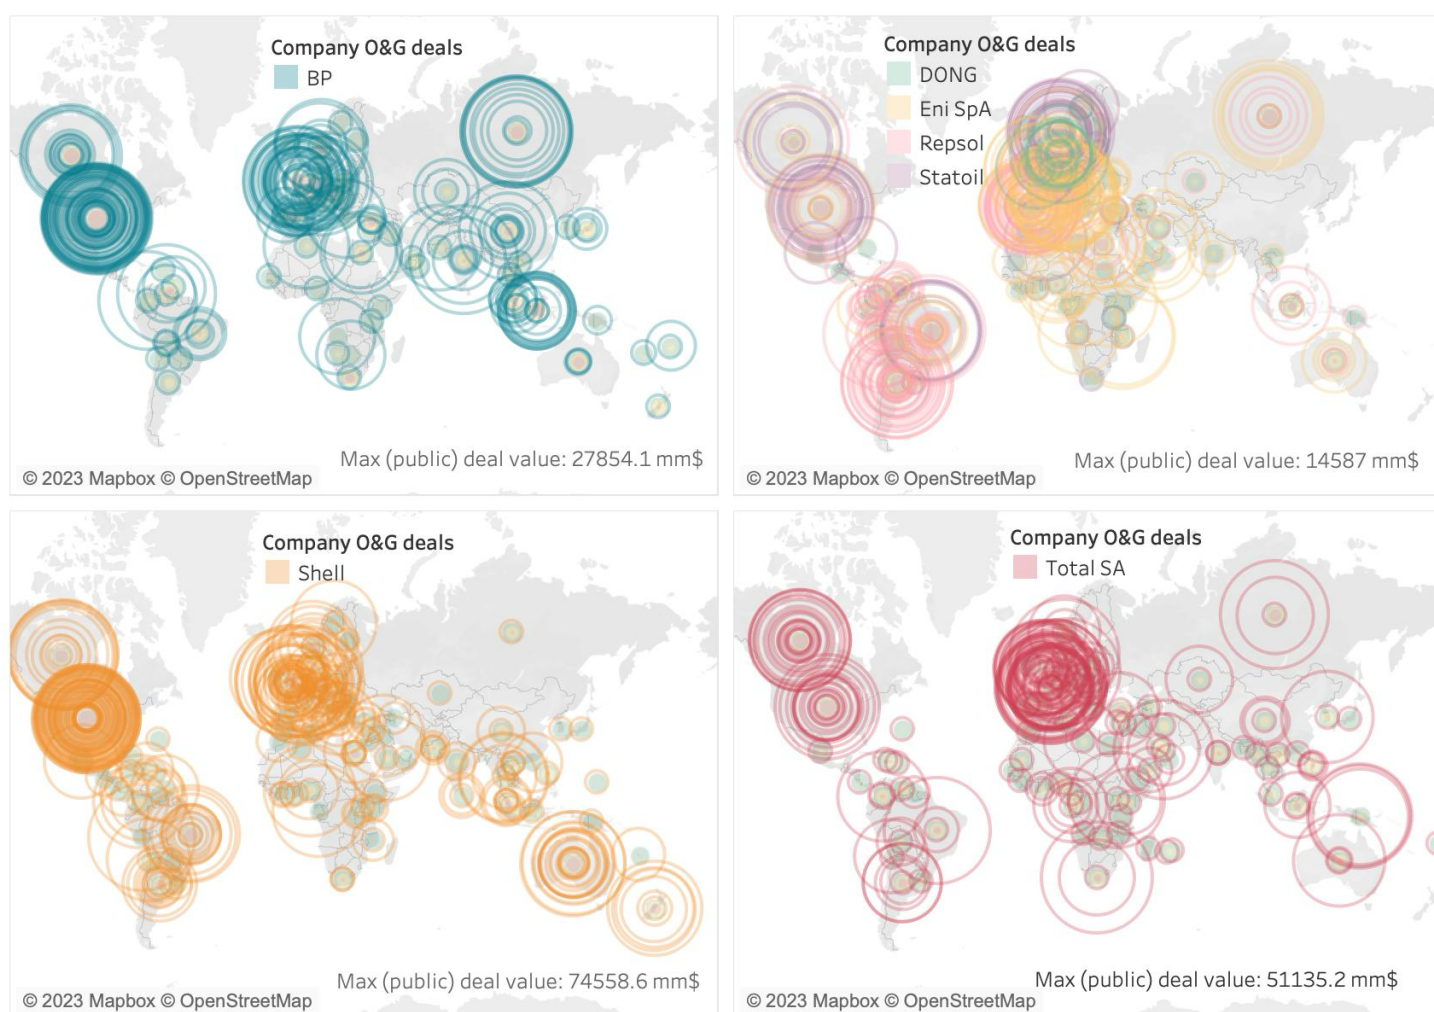 Company O&G deals
BP
Max (public) deal value: 27854.1 mm$
© 2023 Mapbox © OpenStreetMap
Company O&G deals
DONG
Eni SpA
Repsol
Statoil
Max (public) deal value: 14587 mm$
© 2023 Mapbox © OpenStreetMap
Company O&G deals
Shell
Max (public) deal value: 74558.6 mm$
© 2023 Mapbox © OpenStreetMap
Company O&G deals
Total SA
Max (public) deal value: 51135.2 mm$
© 2023 Mapbox © OpenStreetMap